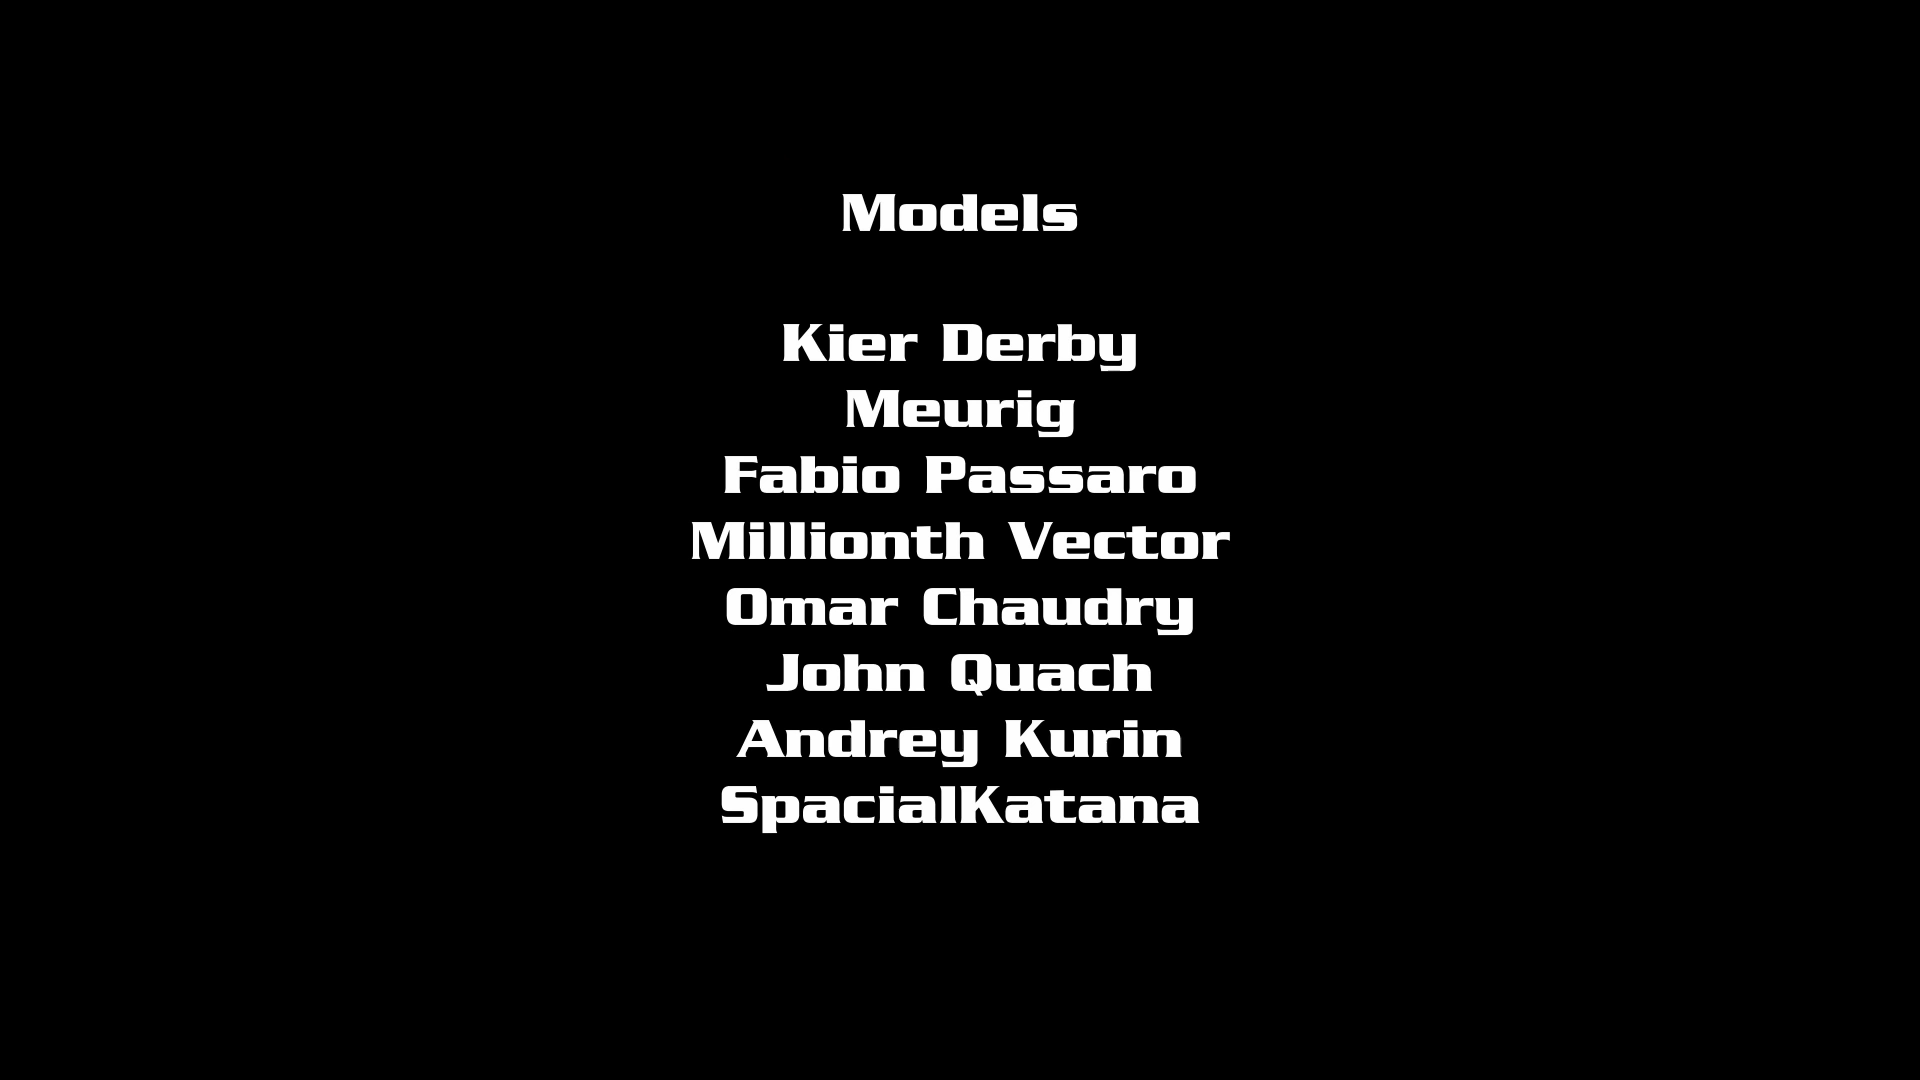 Models
Kier Derby
Meurig
Fabio Passaro
Millionth Vector
Omar Chaudry
John Quach
Andrey Kurin
SpacialKatana